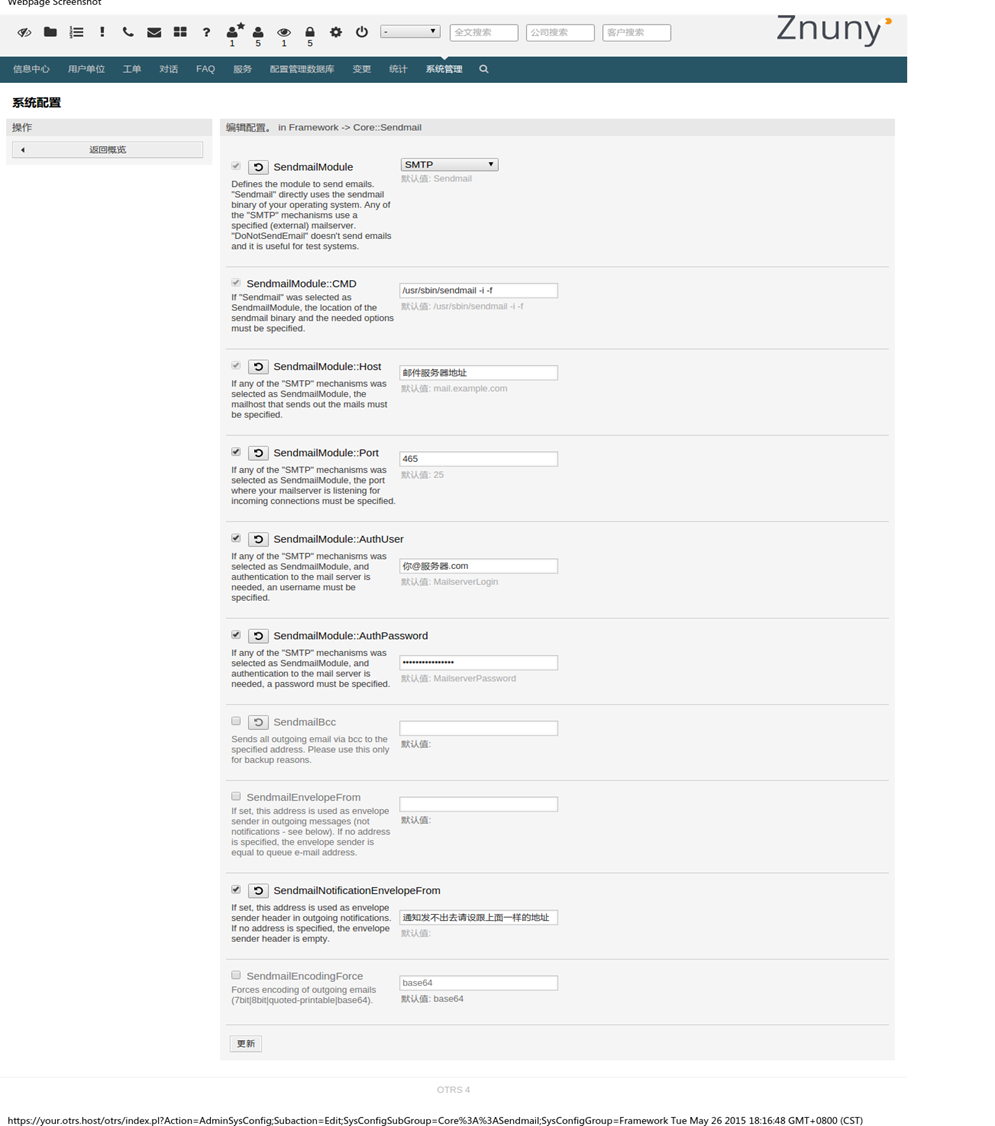 Webpage Screenshot
1 5 1 5
- 全文搜索 公司搜索 客户搜索
Znuny
信息中心 用户单位 工单 对话 FAQ 服务 配置管理数据库 变更 统计 系统管理
系统配置
操作
返回概览
编辑配置。 in Framework -> Core::Sendmail
SendmailModule
Defines the module to send emails.
"Sendmail" directly uses the sendmail
binary of your operating system. Any of
the "SMTP" mechanisms use a
specified (external) mailserver.
"DoNotSendEmail" doesn't send emails
and it is useful for test systems.
SMTP
默认值: Sendmail
SendmailModule::CMD
If "Sendmail" was selected as
SendmailModule, the location of the
sendmail binary and the needed options
must be specified.
/usr/sbin/sendmail -i -f
默认值: /usr/sbin/sendmail -i -f
SendmailModule::Host
If any of the "SMTP" mechanisms was
selected as SendmailModule, the
mailhost that sends out the mails must
be specified.
邮件服务器地址
默认值: mail.example.com
SendmailModule::Port
If any of the "SMTP" mechanisms was
selected as SendmailModule, the port
where your mailserver is listening for
incoming connections must be specified.
465
默认值: 25
SendmailModule::AuthUser
If any of the "SMTP" mechanisms was
selected as SendmailModule, and
authentication to the mail server is
needed, an username must be
specified.
你@服务器.com
默认值: MailserverLogin
SendmailModule::AuthPassword
If any of the "SMTP" mechanisms was
selected as SendmailModule, and
authentication to the mail server is
needed, a password must be specified.
••••••••••••••••
默认值: MailserverPassword
SendmailBcc
Sends all outgoing email via bcc to the
specified address. Please use this only
for backup reasons.
默认值:
SendmailEnvelopeFrom
If set, this address is used as envelope
sender in outgoing messages (not
notifications - see below). If no address
is specified, the envelope sender is
equal to queue e-mail address.
默认值:
SendmailNotificationEnvelopeFrom
If set, this address is used as envelope
sender header in outgoing notifications.
If no address is specified, the envelope
sender header is empty.
通知发不出去请设跟上面一样的地址
默认值:
SendmailEncodingForce
Forces encoding of outgoing emails
(7bit|8bit|quoted-printable|base64).
base64
默认值: base64
更新
OTRS 4
https://your.otrs.host/otrs/index.pl?Action=AdminSysConfig;Subaction=Edit;SysConfigSubGroup=Core%3A%3ASendmail;SysConfigGroup=Framework Tue May 26 2015 18:16:48 GMT+0800 (CST)